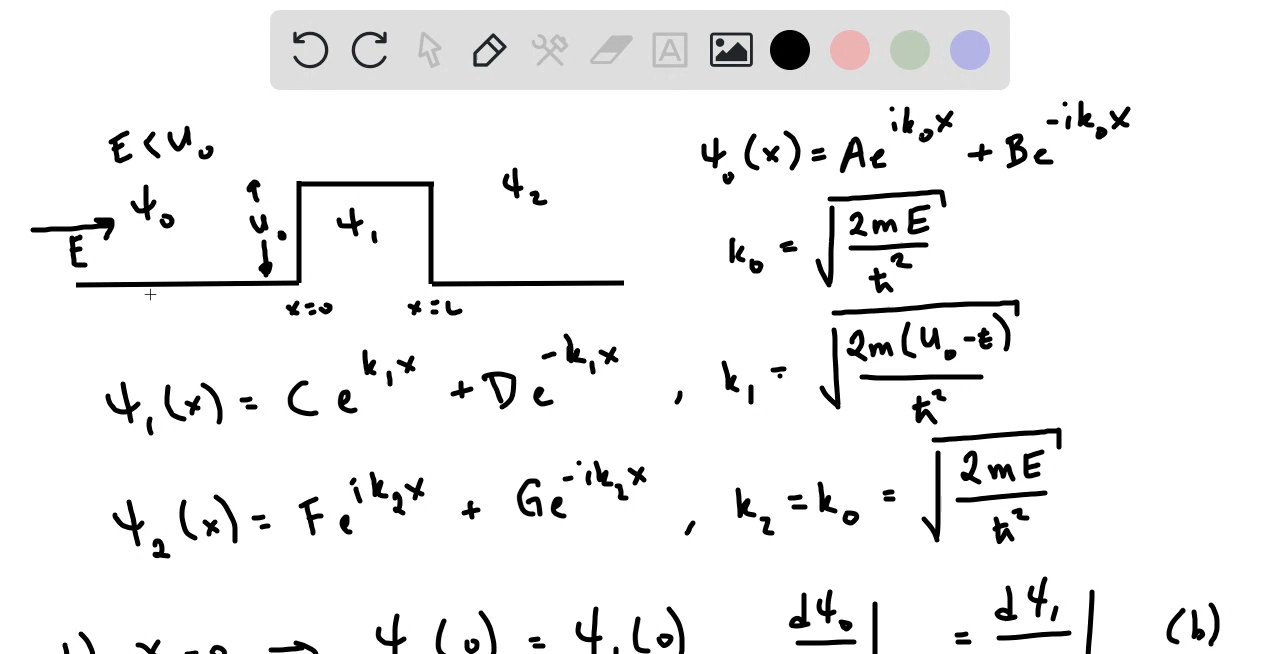 A
E < U₀
ψ₀
E
U₀
ψ₁
ψ₂
x=0
x=L
ψ₀(x) = Ae^{ik₀x} + Be^{-ik₀x}
k₀ = √(2mE/ħ²)
ψ₁(x) = Ce^{k₁x} + De^{-k₁x} , k₁ = √(2m(U₀-E)/ħ²)
ψ₂(x) = Fe^{ik₂x} + Ge^{-ik₂x} , k₂ = k₀ = √(2mE/ħ²)
ψ (0) = ψ₁(0) dψ₀ | = dψ₁ | (b)